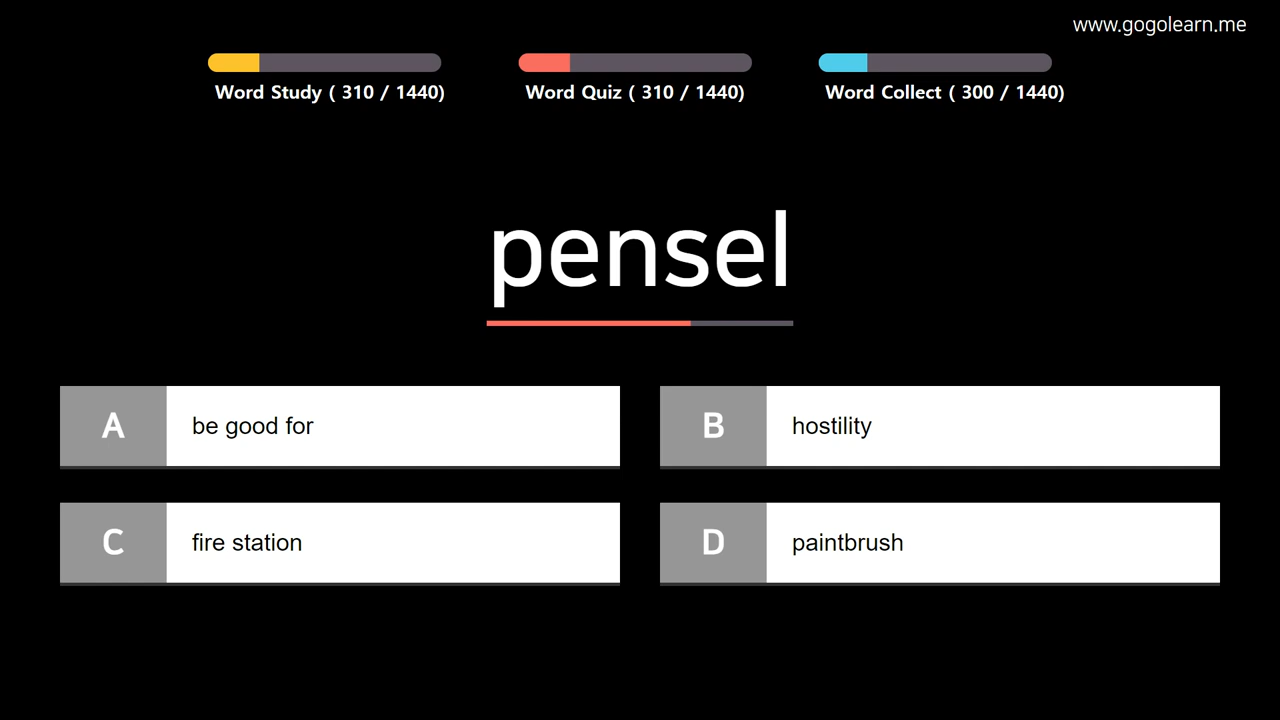 www.gogolearn.me
Word Study ( 310 / 1440)
Word Quiz ( 310 / 1440)
Word Collect ( 300 / 1440)
pensel
A be good for
B hostility
C fire station
D paintbrush